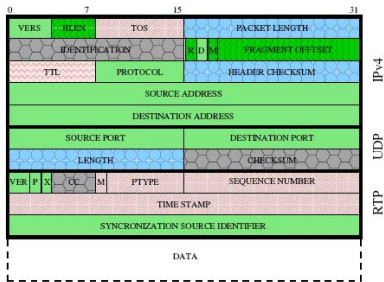 0 7 15 31
VERS HLEN TOS PACKET LENGTH
IDENTIFICATION R D M FRAGMENT OFFTSET
TTL PROTOCOL HEADER CHECKSUM
SOURCE ADDRESS
DESTINATION ADDRESS
IPv4
SOURCE PORT DESTINATION PORT
LENGTH CHECKSUM
UDP
VER P X CC M PTYPE SEQUENCE NUMBER
TIME STAMP
SYNCRONIZATION SOURCE IDENTIFIER
RTP
DATA